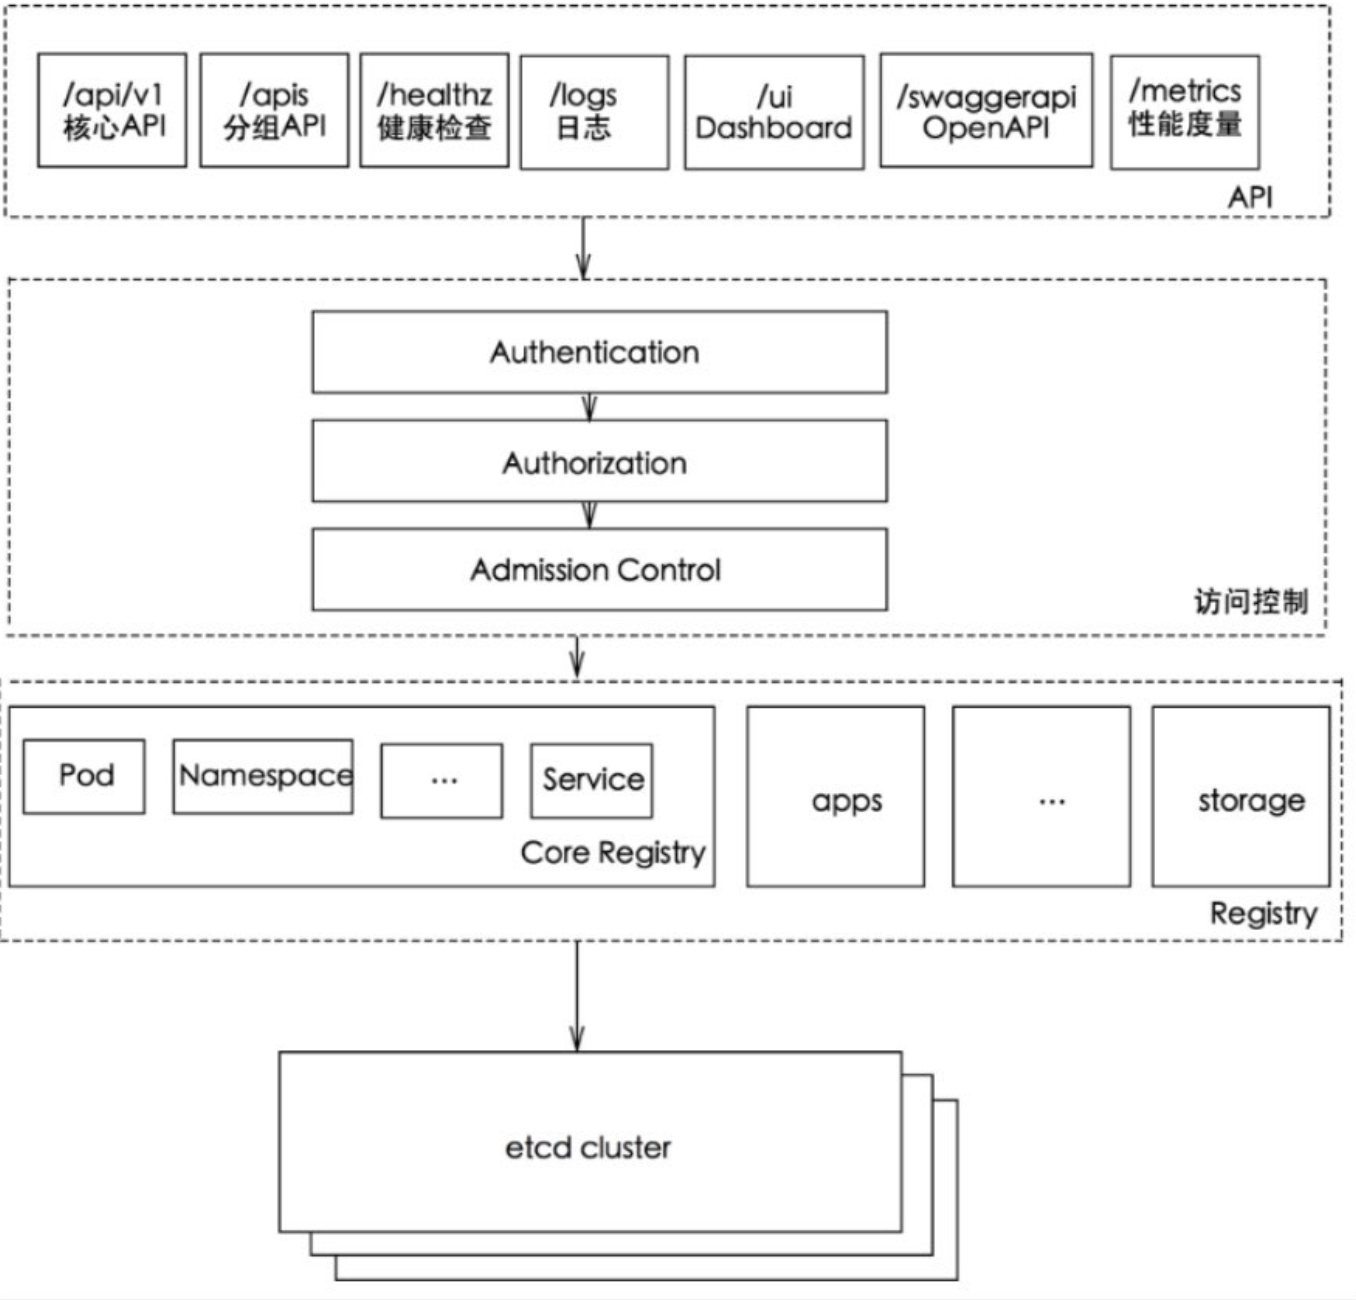 /api/v1
核心API
/apis
分组API
/healthz
健康检查
/logs
日志
/ui
Dashboard
/swaggerapi
OpenAPI
/metrics
性能度量
API
Authentication
Authorization
Admission Control
访问控制
Pod
Namespace
...
Service
Core Registry
apps
...
storage
Registry
etcd cluster